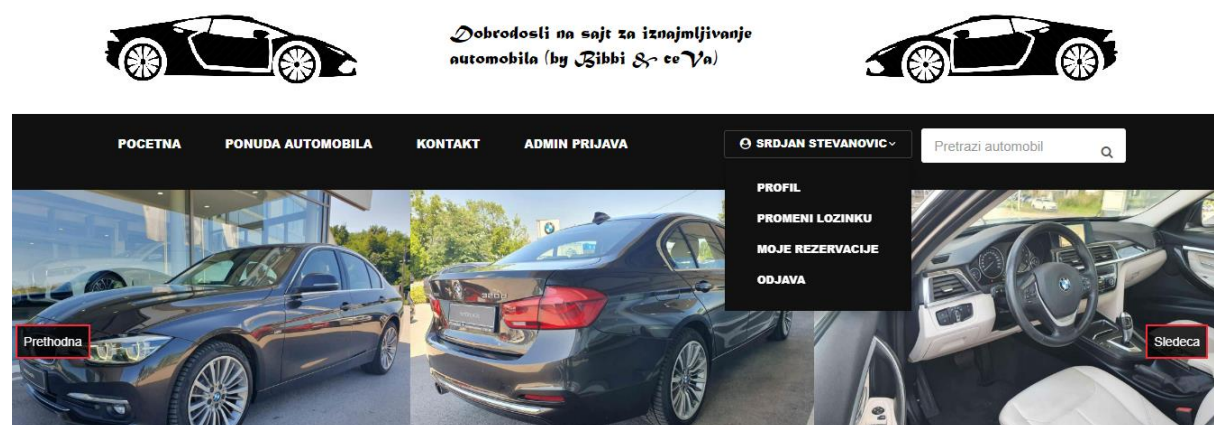 Dobrodosli na sajt za iznajmljivanje
automobila (by Bibbi & ceVa)
POCETNA
PONUDA AUTOMOBILA
KONTAKT
ADMIN PRIJAVA
SRDJAN STEVANOVIC
Pretrazi automobil
PROFIL
PROMENI LOZINKU
MOJE REZERVACIJE
ODJAVA
320d
Prethodna
Sledeca